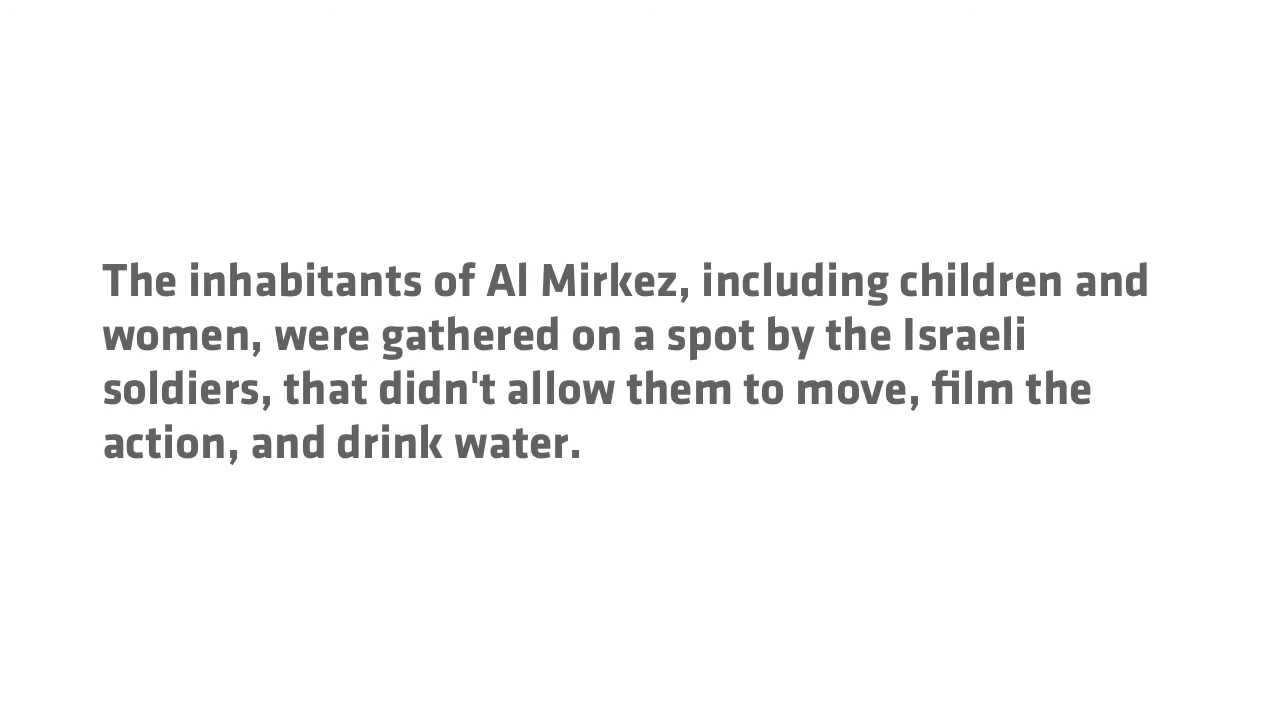 The inhabitants of Al Mirkez, including children and
women, were gathered on a spot by the Israeli
soldiers, that didn't allow them to move, film the
action, and drink water.